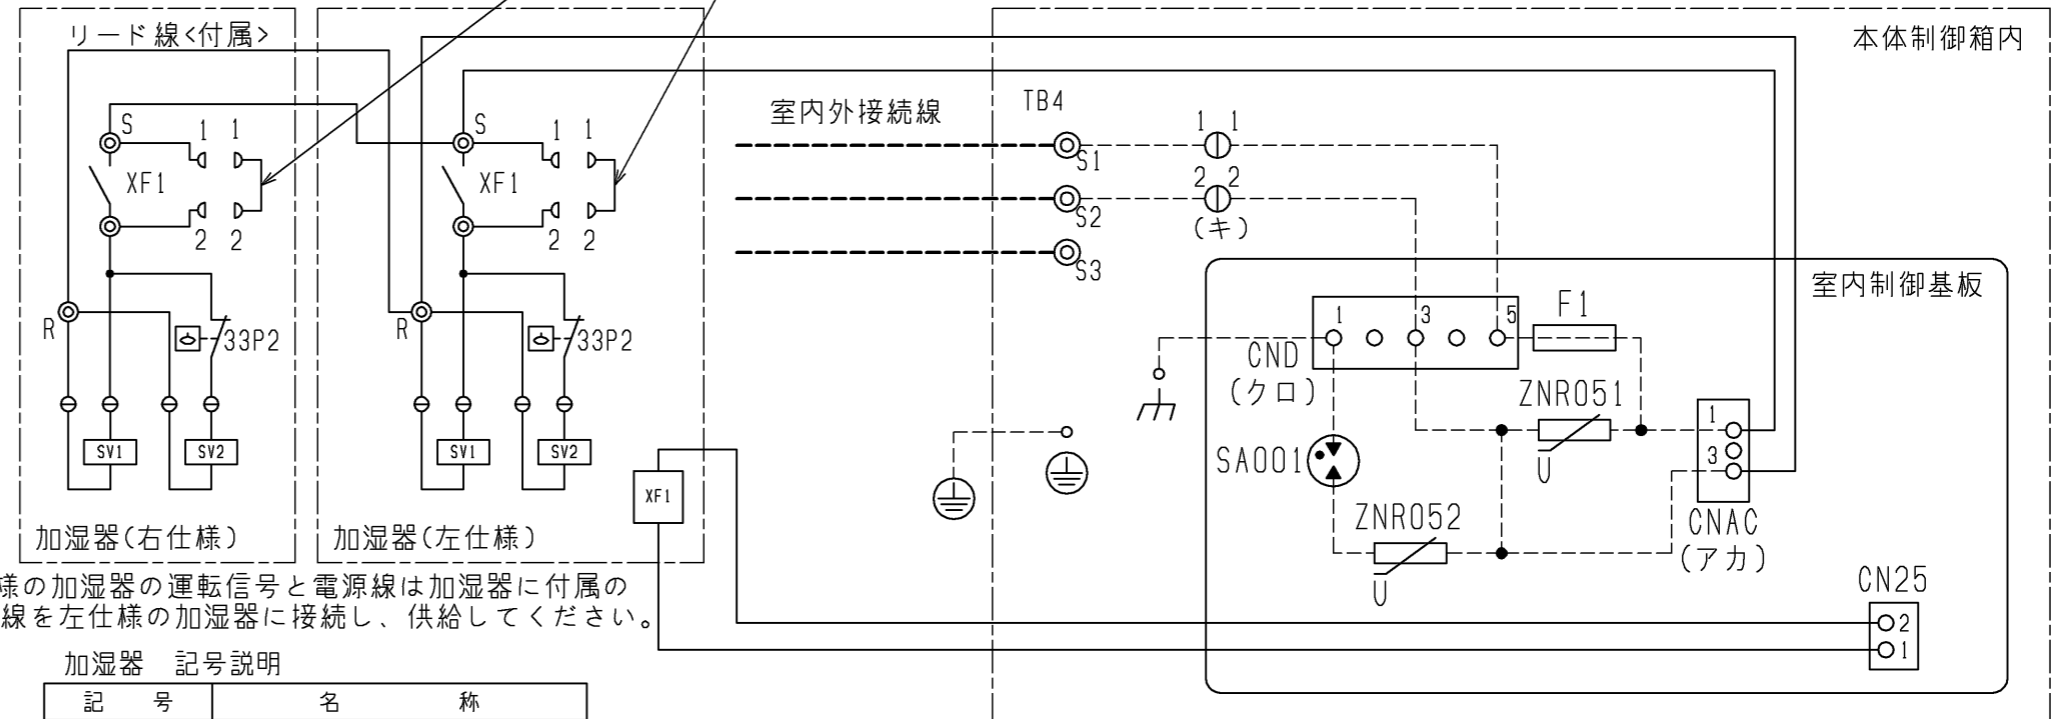 リード線<付属>
本体制御箱内
室内外接続線
TB4
S
1
1
S
1
1
1
1
XF1
XF1
S1
2
2
2
2
2
2
S2
(キ)
S3
室内制御基板
R
33P2
R
33P2
1
3
5
F1
CND
(クロ)
ZNR051
U
1
3
SV1
SV2
SV1
SV2
SA001
XF1
ZNR052
U
CNAC
(アカ)
加湿器(右仕様)
加湿器(左仕様)
様の加湿器の運転信号と電源線は加湿器に付属の
線を左仕様の加湿器に接続し、供給してください。
CN25
2
1
加湿器 記号説明
記 号
名 称